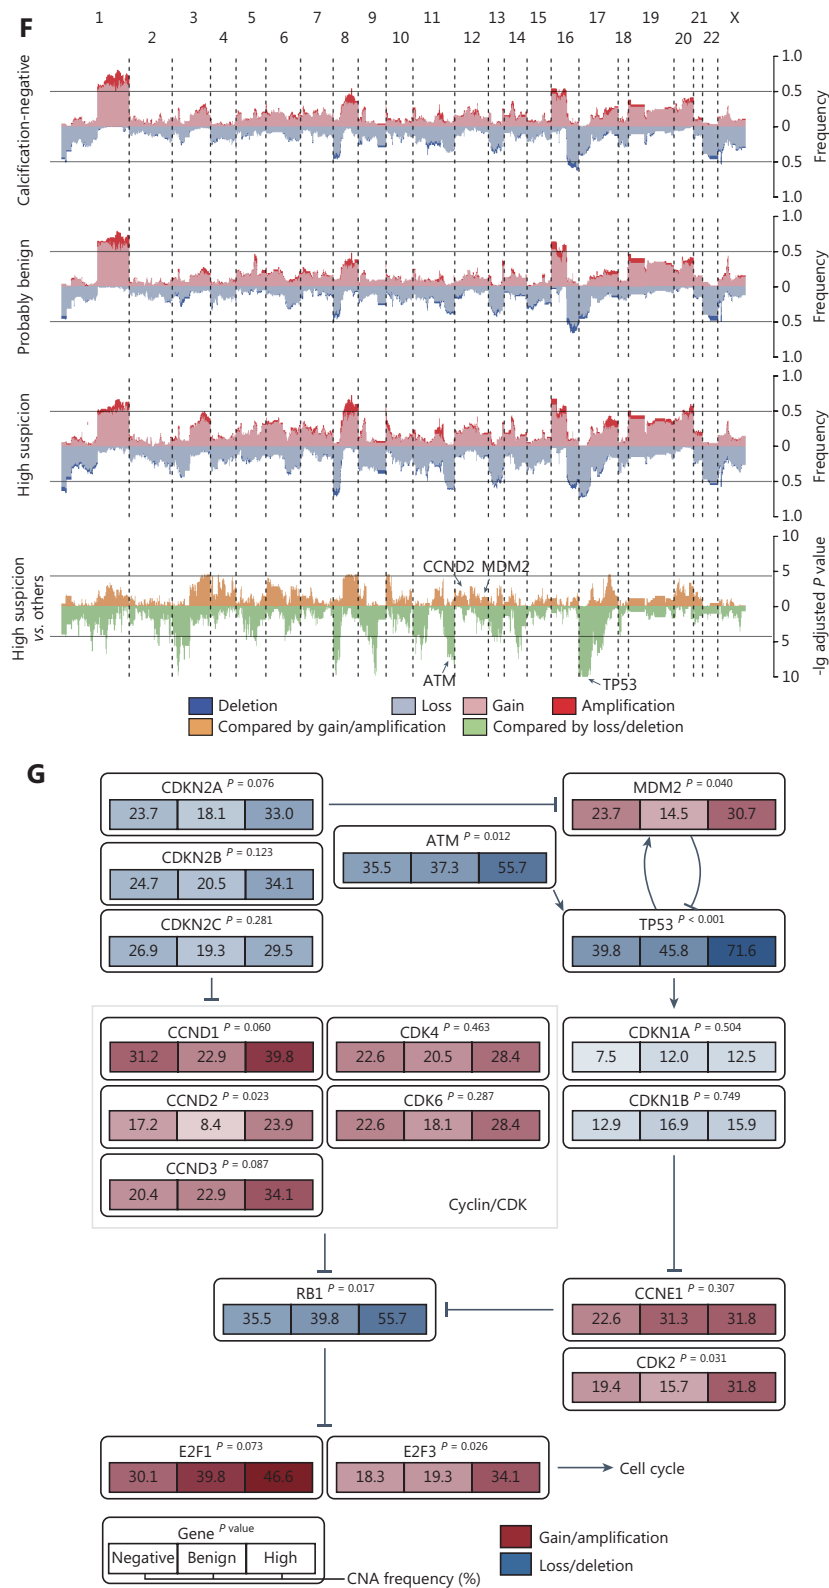 F
1 3 5 7 9 11 13 15 17 19 21 X
2 4 6 8 10 12 14 16 18 20 22
Calcification-negative
1.0
0.5
0
0.5
1.0
Frequency
Probably benign
1.0
0.5
0
0.5
1.0
Frequency
High suspicion
1.0
0.5
0
0.5
1.0
Frequency
High suspicion
vs. others
10
5
0
5
10
-lg adjusted P value
CCND2 MDM2
ATM
TP53
Deletion Loss Gain Amplification
Compared by gain/amplification Compared by loss/deletion
G
CDKN2A P = 0.076
23.7 18.1 33.0
MDM2 P = 0.040
23.7 14.5 30.7
ATM P = 0.012
35.5 37.3 55.7
CDKN2B P = 0.123
24.7 20.5 34.1
CDKN2C P = 0.281
26.9 19.3 29.5
TP53 P < 0.001
39.8 45.8 71.6
CCND1 P = 0.060
31.2 22.9 39.8
CDK4 P = 0.463
22.6 20.5 28.4
CDKN1A P = 0.504
7.5 12.0 12.5
CCND2 P = 0.023
17.2 8.4 23.9
CDK6 P = 0.287
22.6 18.1 28.4
CDKN1B P = 0.749
12.9 16.9 15.9
CCND3 P = 0.087
20.4 22.9 34.1
Cyclin/CDK
RB1 P = 0.017
35.5 39.8 55.7
CCNE1 P = 0.307
22.6 31.3 31.8
CDK2 P = 0.031
19.4 15.7 31.8
E2F1 P = 0.073
30.1 39.8 46.6
E2F3 P = 0.026
18.3 19.3 34.1
Cell cycle
Gene P value
Negative Benign High
CNA frequency (%)
Gain/amplification
Loss/deletion